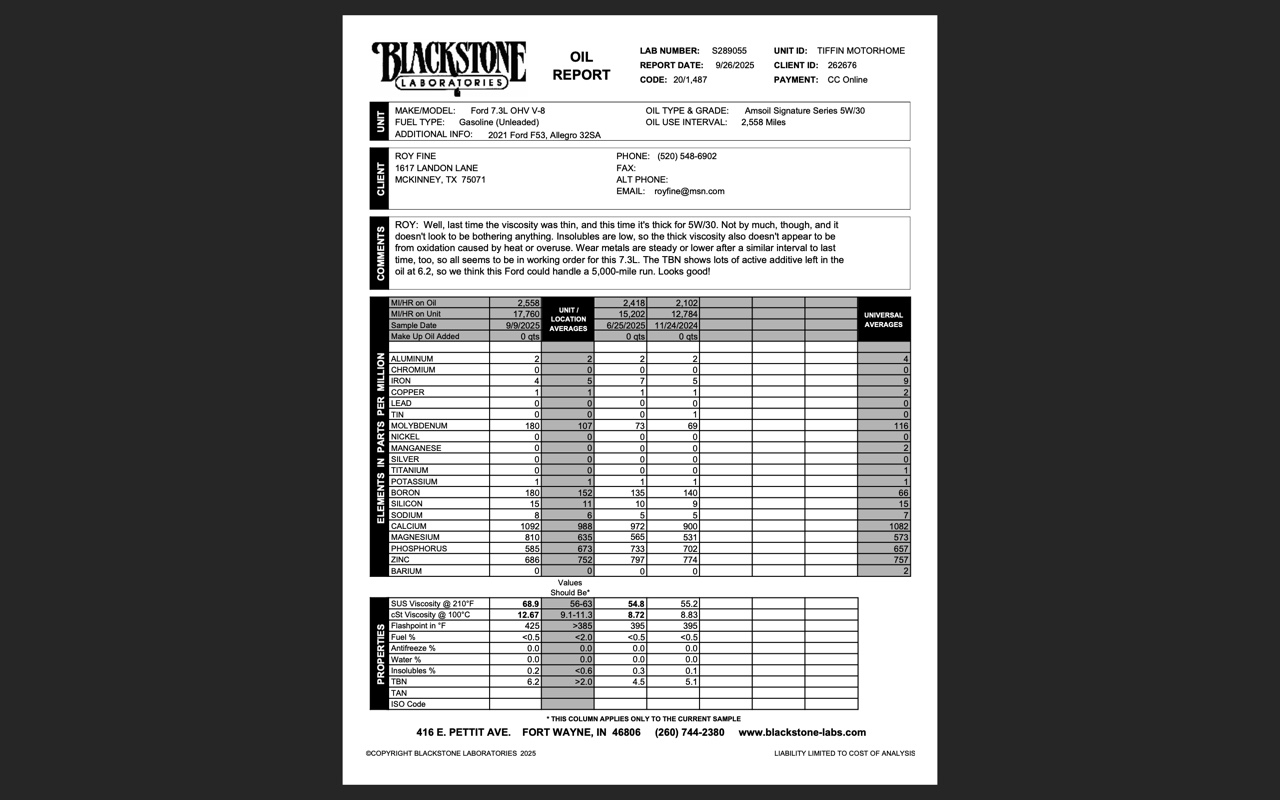 BLACKSTONE
LABORATORIES
OIL
REPORT
LAB NUMBER: S289055
REPORT DATE: 9/26/2025
CODE: 20/1,487
UNIT ID: TIFFIN MOTORHOME
CLIENT ID: 262676
PAYMENT: CC Online
UNIT
MAKE/MODEL: Ford 7.3L OHV V-8
FUEL TYPE: Gasoline (Unleaded)
ADDITIONAL INFO: 2021 Ford F53, Allegro 32SA
OIL TYPE & GRADE: Amsoil Signature Series 5W/30
OIL USE INTERVAL: 2,558 Miles
CLIENT
ROY FINE
1617 LANDON LANE
MCKINNEY, TX 75071
PHONE: (520) 548-6902
FAX:
ALT PHONE:
EMAIL: royfine@msn.com
COMMENTS
ROY: Well, last time the viscosity was thin, and this time it's thick for 5W/30. Not by much, though, and it
doesn't look to be bothering anything. Insolubles are low, so the thick viscosity also doesn't appear to be
from oxidation caused by heat or overuse. Wear metals are steady or lower after a similar interval to last
time, too, so all seems to be in working order for this 7.3L. The TBN shows lots of active additive left in the
oil at 6.2, so we think this Ford could handle a 5,000-mile run. Looks good!
MI/HR on Oil 2,558 2,418 2,102
MI/HR on Unit 17,760 15,202 12,784
Sample Date 9/9/2025 6/25/2025 11/24/2024
Make Up Oil Added 0 qts 0 qts 0 qts
UNIT /
LOCATION
AVERAGES
UNIVERSAL
AVERAGES
ELEMENTS IN PARTS PER MILLION
ALUMINUM 2 2 2 2 4
CHROMIUM 0 0 0 0 0
IRON 4 5 7 5 9
COPPER 1 1 1 1 2
LEAD 0 0 0 0 0
TIN 0 0 0 1 0
MOLYBDENUM 180 107 73 69 116
NICKEL 0 0 0 0 0
MANGANESE 0 0 0 0 2
SILVER 0 0 0 0 0
TITANIUM 0 0 0 0 1
POTASSIUM 1 1 1 1 1
BORON 180 152 135 140 66
SILICON 15 11 10 9 15
SODIUM 8 6 5 5 7
CALCIUM 1092 988 972 900 1082
MAGNESIUM 810 635 565 531 573
PHOSPHORUS 585 673 733 702 657
ZINC 686 752 797 774 757
BARIUM 0 0 0 0 2
Values
Should Be*
PROPERTIES
SUS Viscosity @ 210°F 68.9 56-63 54.8 55.2
cSt Viscosity @ 100°C 12.67 9.1-11.3 8.72 8.83
Flashpoint in °F 425 >385 395 395
Fuel % <0.5 <2.0 <0.5 <0.5
Antifreeze % 0.0 0.0 0.0 0.0
Water % 0.0 0.0 0.0 0.0
Insolubles % 0.2 <0.6 0.3 0.1
TBN 6.2 >2.0 4.5 5.1
TAN
ISO Code
* THIS COLUMN APPLIES ONLY TO THE CURRENT SAMPLE
416 E. PETTIT AVE. FORT WAYNE, IN 46806 (260) 744-2380 www.blackstone-labs.com
©COPYRIGHT BLACKSTONE LABORATORIES 2025
LIABILITY LIMITED TO COST OF ANALYSIS